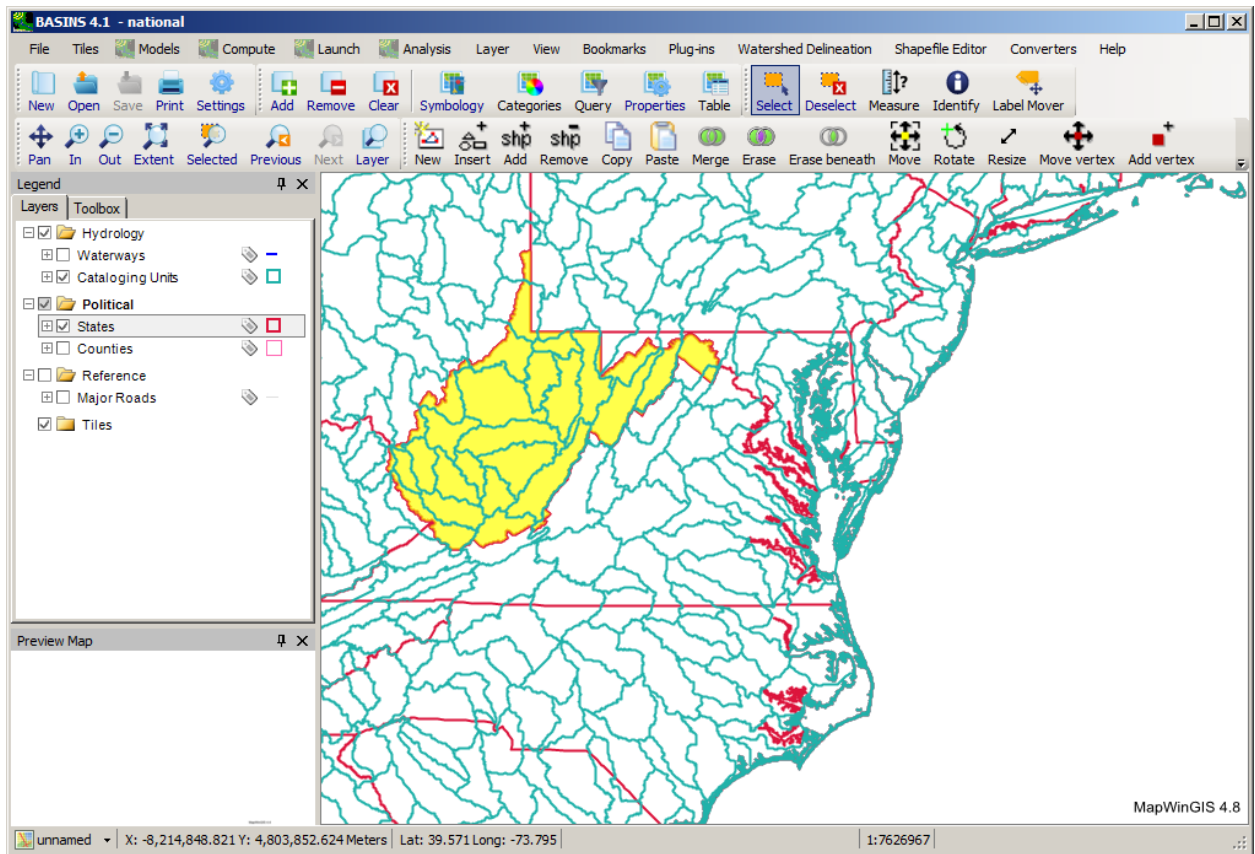 BASINS 4.1 - national
File Tiles Models Compute Launch Analysis Layer View Bookmarks Plug-ins Watershed Delineation Shapefile Editor Converters Help
New Open Save Print Settings Add Remove Clear Symbology Categories Query Properties Table Select Deselect Measure Identify Label Mover
shp shp
Pan In Out Extent Selected Previous Next Layer New Insert Add Remove Copy Paste Merge Erase Erase beneath Move Rotate Resize Move vertex Add vertex
Legend
Layers Toolbox
Hydrology
Waterways
Cataloging Units
Political
States
Counties
Reference
Major Roads
Tiles
Preview Map
MapWinGIS 4.8
unnamed X: -8,214,848.821 Y: 4,803,852.624 Meters Lat: 39.571 Long: -73.795 1:7626967